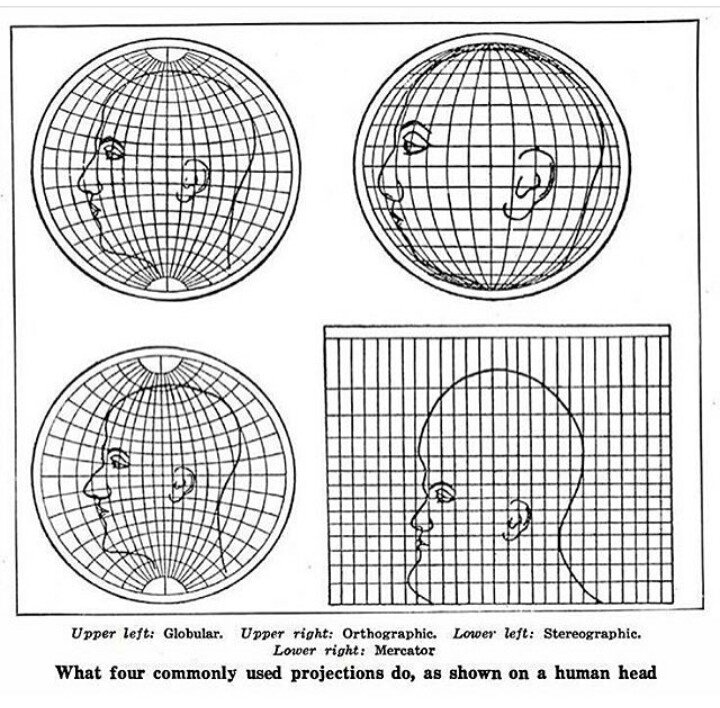 Upper left: Globular. Upper right: Orthographic. Lower left: Stereographic.
Lower right: Mercator
What four commonly used projections do, as shown on a human head